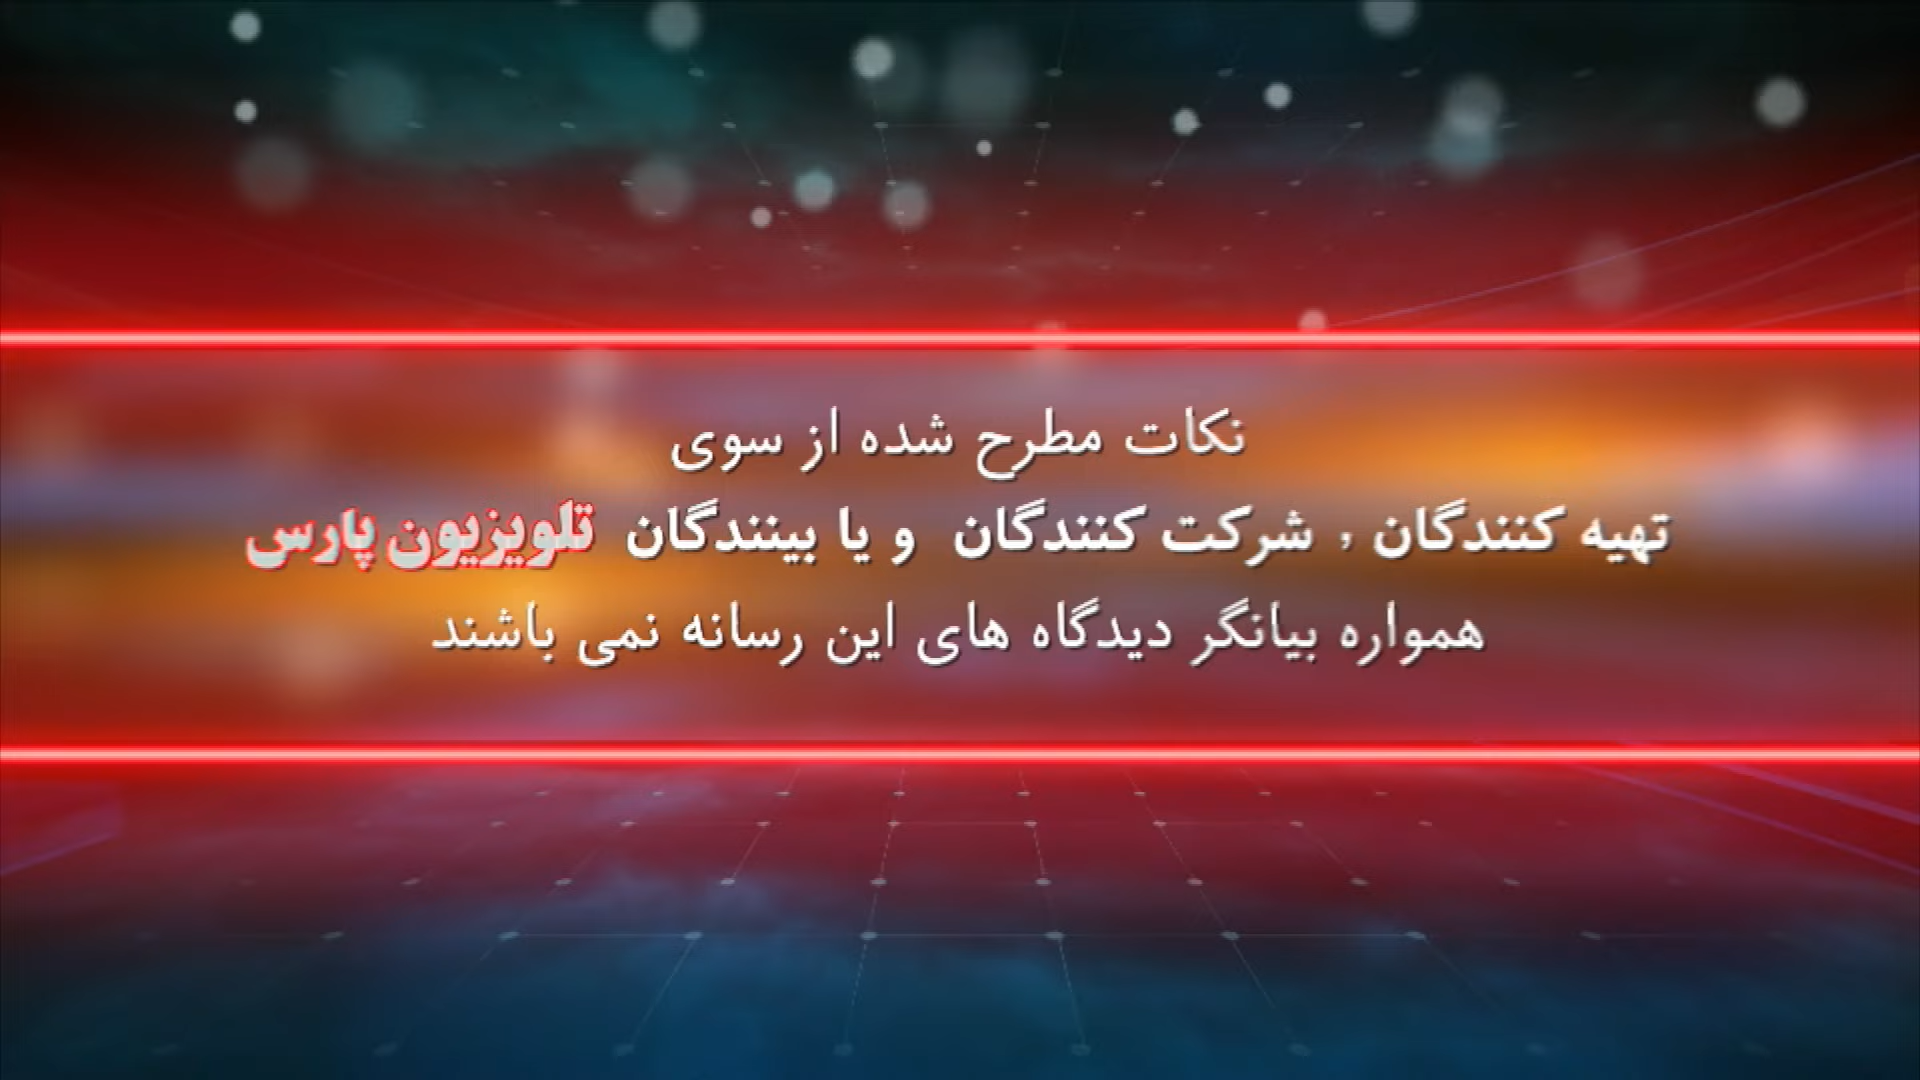 نکات مطرح شده از سوی
تهیه کنندگان , شرکت کنندگان و یا بینندگان تلویزیون پارس
همواره بیانگر دیدگاه های این رسانه نمی باشند